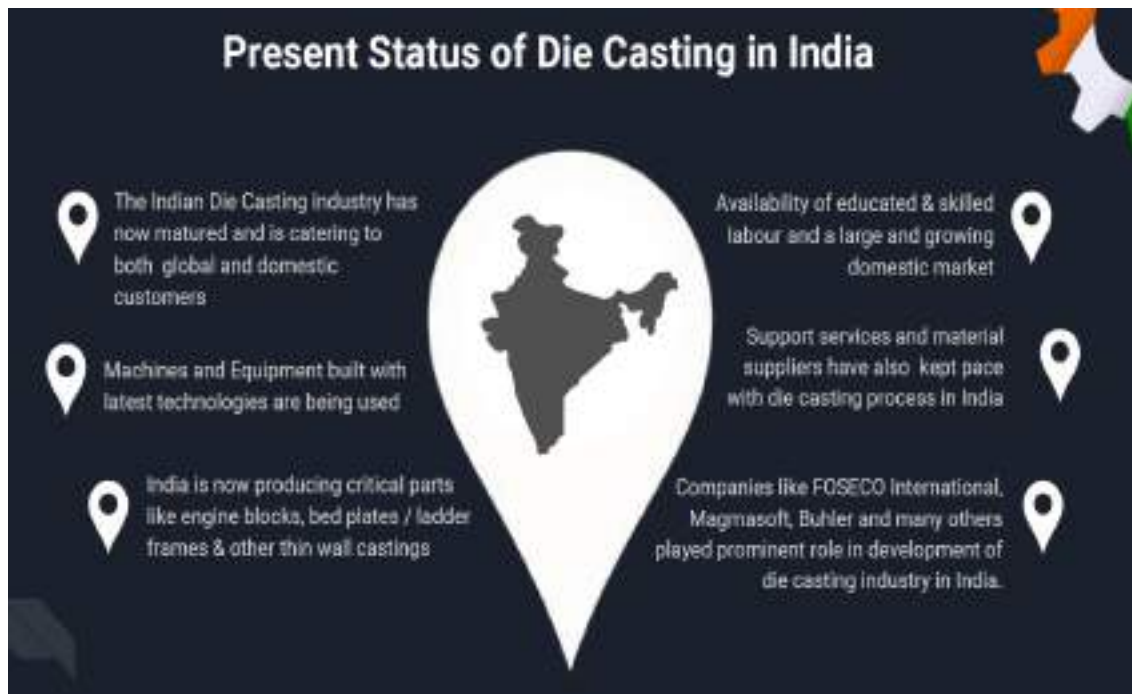 Present Status of Die Casting in India
The Indian Die Casting industry has
now matured and is catering to
both global and domestic
customers
Machines and Equipment built with
latest technologies are being used
India is now producing critical parts
like engine blocks, bed plates / ladder
frames & other thin wall castings
Availability of educated & skilled
labour and a large and growing
domestic market
Support services and material
suppliers have also kept pace
with die casting process in India
Companies like FOSECO International,
Magmasoft, Buhler and many others
played prominent role in development of
die casting industry in India.